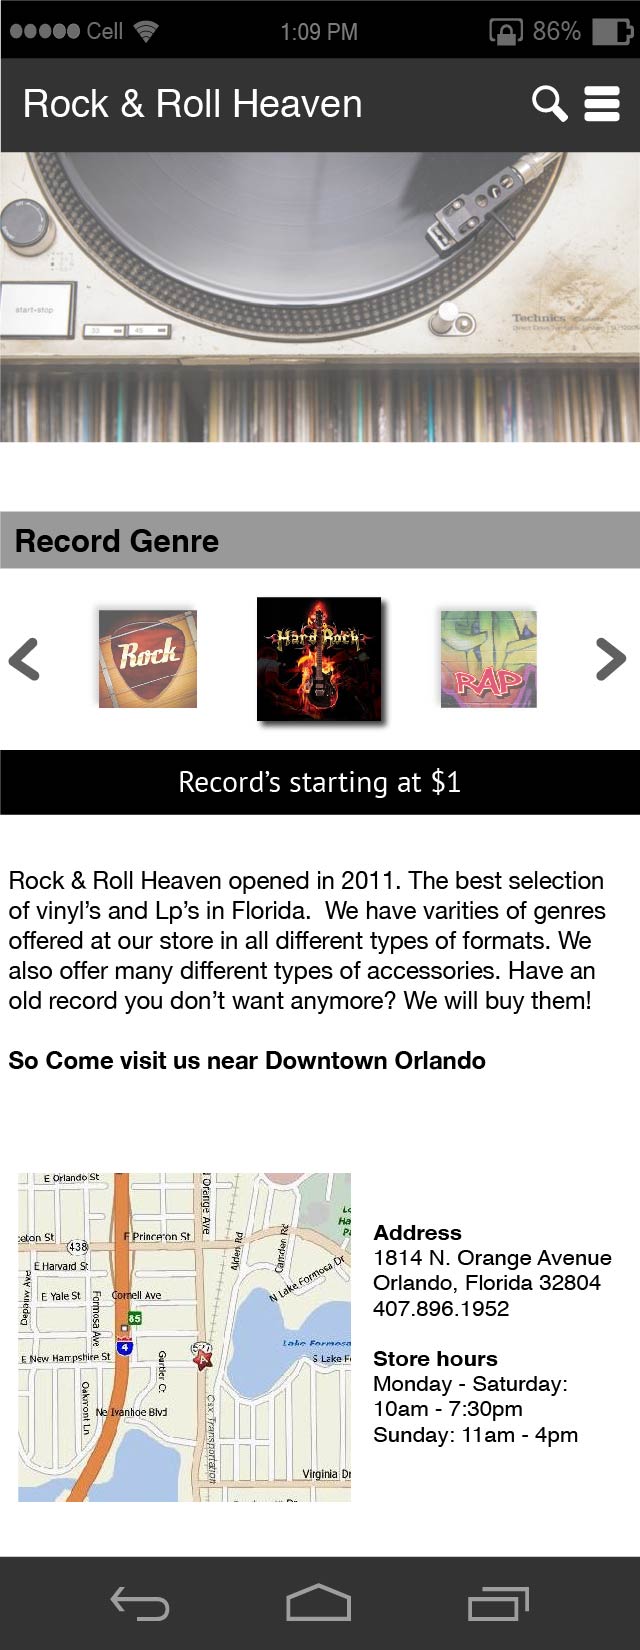 Cell 1:09 PM 86%
Rock & Roll Heaven
start-stop
33 45
Technics
Record Genre
Rock
Hard Rock
RAP
Record's starting at $1
Rock & Roll Heaven opened in 2011. The best selection
of vinyl's and Lp's in Florida. We have varities of genres
offered at our store in all different types of formats. We
also offer many different types of accessories. Have an
old record you don't want anymore? We will buy them!
So Come visit us near Downtown Orlando
E Orlando St
N Orange Ave
E Princeton St
438
Alden Rd
Camden Rd
E Harvard St
N Lake Formosa Dr
Depauw Ave
E Yale St
Formosa Ave
Cornell Ave
85
4
Lake Formosa
E New Hampshire St
A
S Lake F
Gurtler Ct
Oakmont Ln
Ne Ivanhoe Blvd
Csx Transportation
Virginia Dr
Address
1814 N. Orange Avenue
Orlando, Florida 32804
407.896.1952
Store hours
Monday - Saturday:
10am - 7:30pm
Sunday: 11am - 4pm